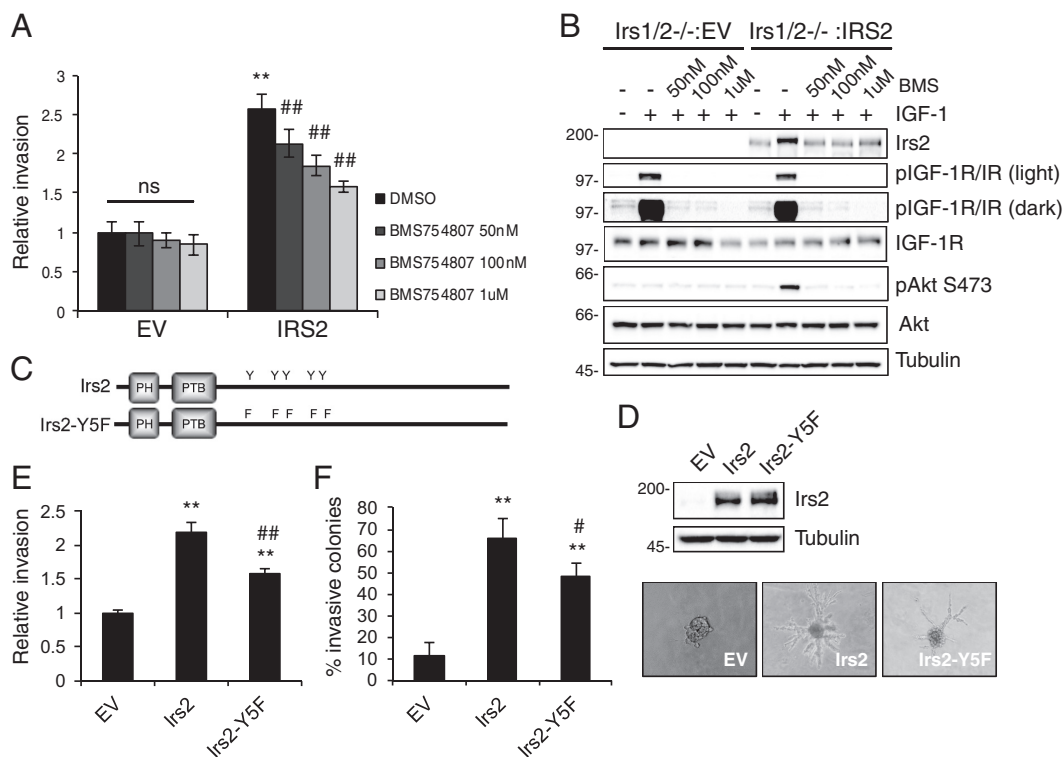 A
Relative invasion
3
2.5
2
1.5
1
0.5
0
ns
**
##
##
##
DMSO
BMS754807 50nM
BMS754807 100nM
BMS754807 1uM
EV
IRS2
B
Irs1/2-/-:EV
Irs1/2-/- :IRS2
- - 50nM 100nM 1uM - - 50nM 100nM 1uM BMS
- + + + + - + + + + IGF-1
200- Irs2
97- pIGF-1R/IR (light)
97- pIGF-1R/IR (dark)
97- IGF-1R
66- pAkt S473
66- Akt
45- Tubulin
C
Y Y Y Y Y
Irs2 PH PTB
F F F F F
Irs2-Y5F PH PTB
D
EV Irs2 Irs2-Y5F
200- Irs2
45- Tubulin
E
Relative invasion
2.5
2
1.5
1
0.5
**
##
**
EV Irs2 Irs2-Y5F
F
% invasive colonies
80
70
60
50
40
30
20
10
0
**
#
**
EV Irs2 Irs2-Y5F
EV
Irs2
Irs2-Y5F